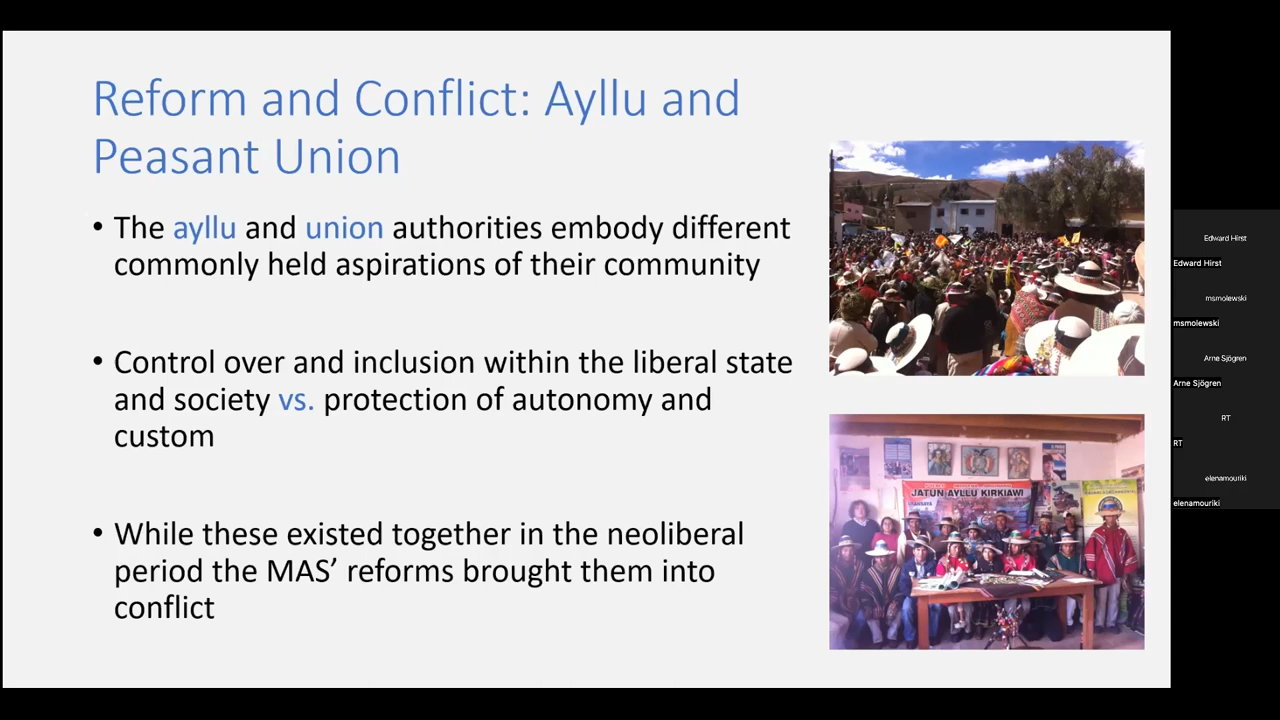 Reform and Conflict: Ayllu and
Peasant Union
• The ayllu and union authorities embody different
commonly held aspirations of their community
• Control over and inclusion within the liberal state
and society vs. protection of autonomy and
custom
• While these existed together in the neoliberal
period the MAS’ reforms brought them into
conflict
JATUN AYLLU KIRKIAWI
Edward Hirst
Edward Hirst
msmolewski
msmolewski
Arne Sjögren
Arne Sjögren
RT
RT
elenamouriki
elenamouriki